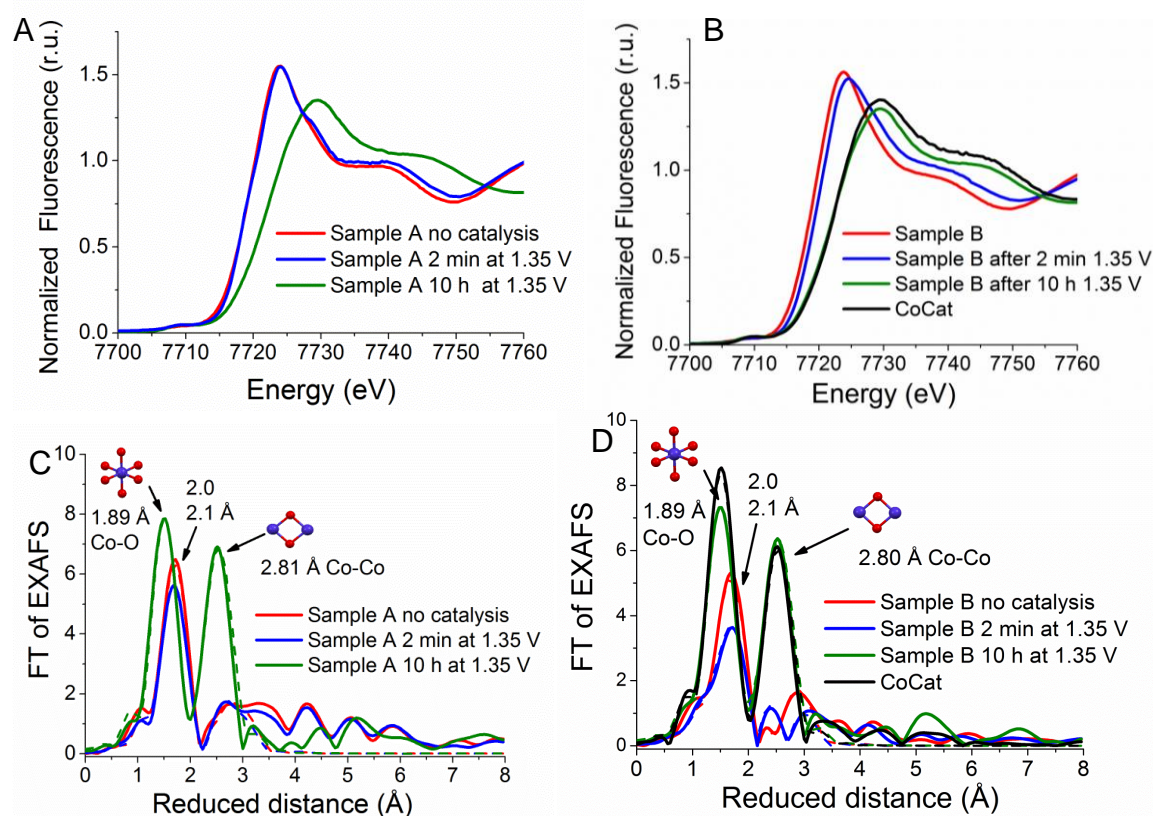 A
Normalized Fluorescence (r.u.)
1.5
1.0
0.5
0.0
Sample A no catalysis
Sample A 2 min at 1.35 V
Sample A 10 h at 1.35 V
7700 7710 7720 7730 7740 7750 7760
Energy (eV)
B
Normalized Fluorescence (r.u.)
1.5
1.0
0.5
0.0
Sample B
Sample B after 2 min 1.35 V
Sample B after 10 h 1.35 V
CoCat
7700 7710 7720 7730 7740 7750 7760
Energy (eV)
C
FT of EXAFS
10
8
6
4
2
0
1.89 Å
Co-O
2.0
2.1 Å
2.81 Å Co-Co
Sample A no catalysis
Sample A 2 min at 1.35 V
Sample A 10 h at 1.35 V
0 1 2 3 4 5 6 7 8
Reduced distance (Å)
D
FT of EXAFS
10
8
6
4
2
0
1.89 Å
Co-O
2.0
2.1 Å
2.80 Å Co-Co
Sample B no catalysis
Sample B 2 min at 1.35 V
Sample B 10 h at 1.35 V
CoCat
0 1 2 3 4 5 6 7 8
Reduced distance (Å)